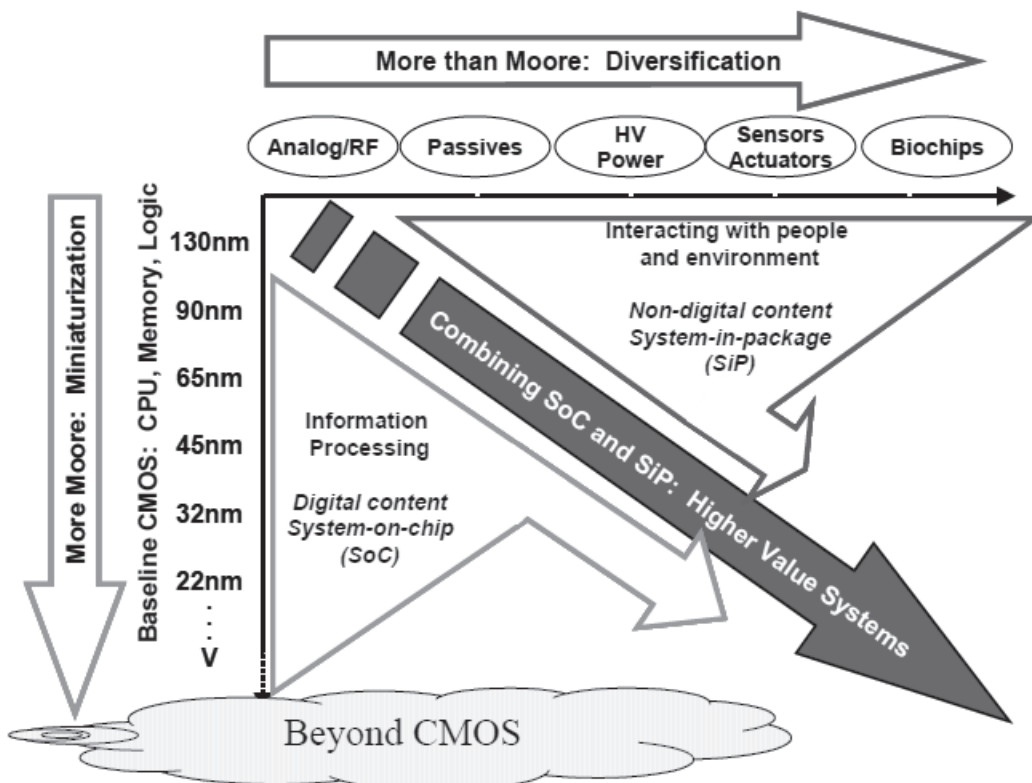 More than Moore:  Diversification
Analog/RF
Passives
HV
Power
Sensors
Actuators
Biochips
More Moore:  Miniaturization
Baseline CMOS:  CPU, Memory, Logic
130nm
90nm
65nm
45nm
32nm
22nm
V
Interacting with people
and environment
Non-digital content
System-in-package
(SiP)
Combining SoC and SiP:  Higher Value Systems
Information
Processing
Digital content
System-on-chip
(SoC)
Beyond CMOS